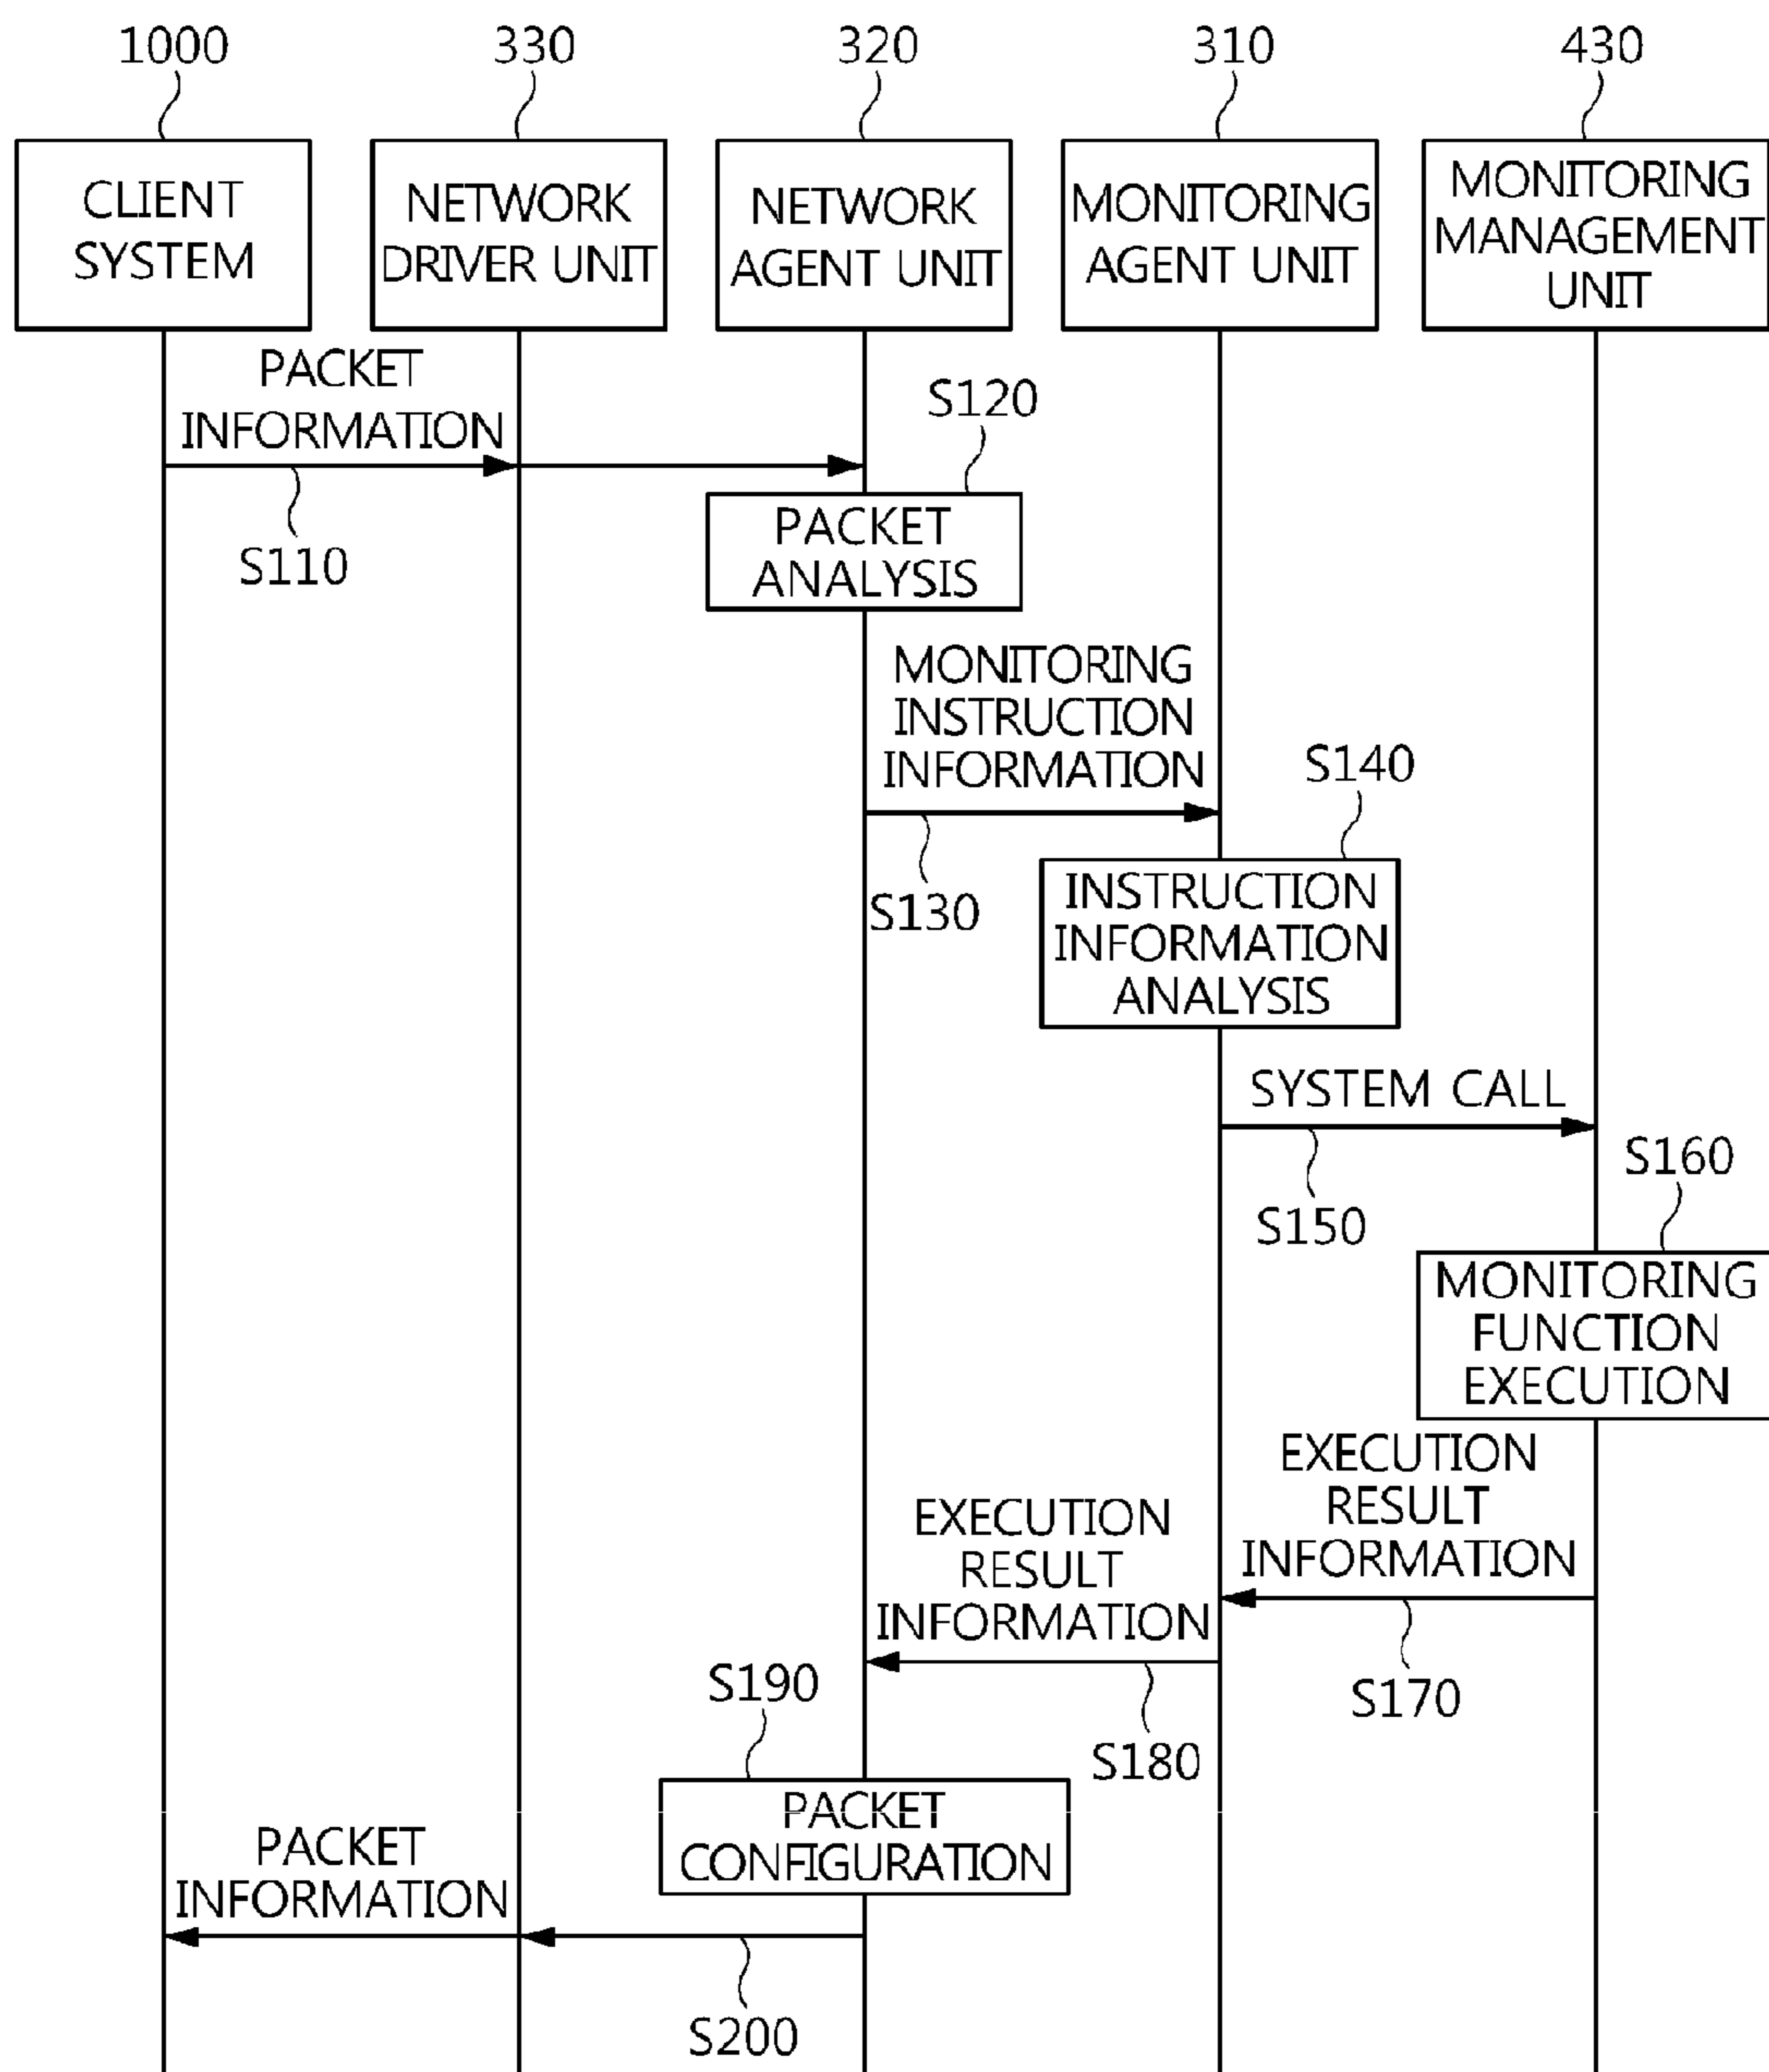 1000
330
320
310
430
CLIENT
SYSTEM
NETWORK
DRIVER UNIT
NETWORK
AGENT UNIT
MONITORING
AGENT UNIT
MONITORING
MANAGEMENT
UNIT
PACKET
INFORMATION
S110
S120
PACKET
ANALYSIS
MONITORING
INSTRUCTION
INFORMATION
S130
S140
INSTRUCTION
INFORMATION
ANALYSIS
SYSTEM CALL
S150
S160
MONITORING
FUNCTION
EXECUTION
EXECUTION
RESULT
INFORMATION
S170
EXECUTION
RESULT
INFORMATION
S180
S190
PACKET
CONFIGURATION
PACKET
INFORMATION
S200